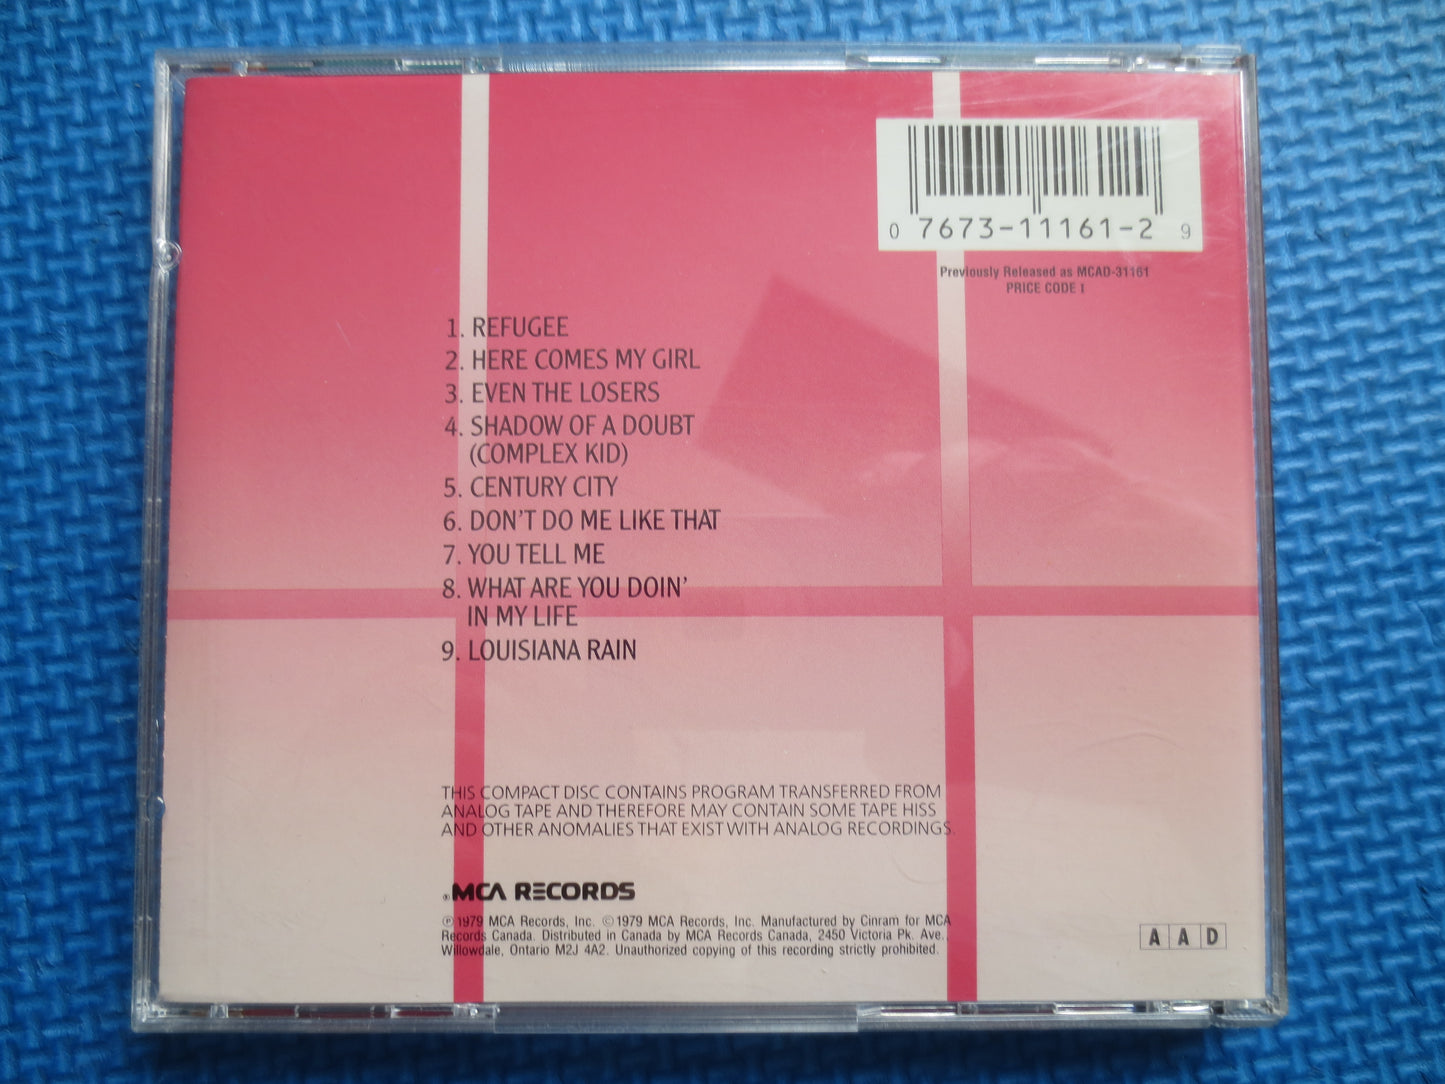 0 7673-11161-2 9
Previously Released as MCAD-31161
PRICE CODE I
1. REFUGEE
2. HERE COMES MY GIRL
3. EVEN THE LOSERS
4. SHADOW OF A DOUBT
(COMPLEX KID)
5. CENTURY CITY
6. DON'T DO ME LIKE THAT
7. YOU TELL ME
8. WHAT ARE YOU DOIN'
IN MY LIFE
9. LOUISIANA RAIN
THIS COMPACT DISC CONTAINS PROGRAM TRANSFERRED FROM
ANALOG TAPE AND THEREFORE MAY CONTAIN SOME TAPE HISS
AND OTHER ANOMALIES THAT EXIST WITH ANALOG RECORDINGS.
®MCA RECORDS
℗ 1979 MCA Records, Inc. © 1979 MCA Records, Inc. Manufactured by Cinram for MCA
Records Canada. Distributed in Canada by MCA Records Canada, 2450 Victoria Pk. Ave.,
Willowdale, Ontario M2J 4A2. Unauthorized copying of this recording strictly prohibited.
A A D